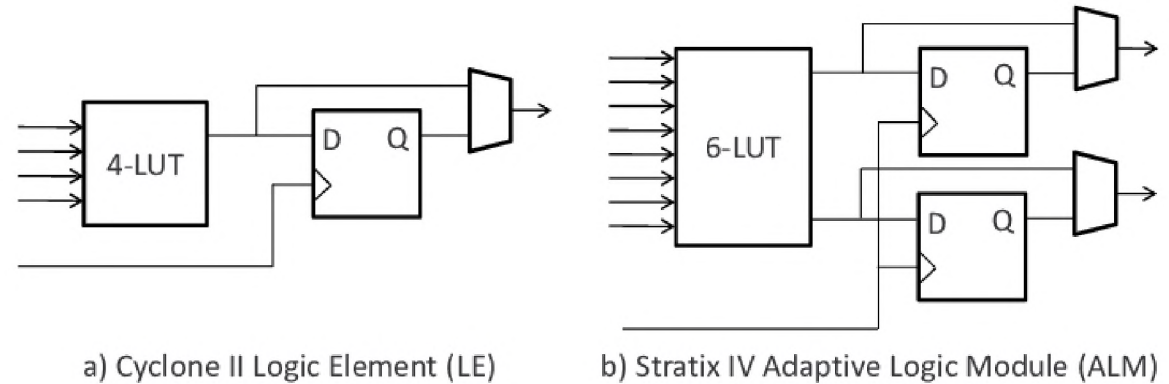 4-LUT
D Q
6-LUT
D Q
D Q
a) Cyclone II Logic Element (LE)
b) Stratix IV Adaptive Logic Module (ALM)